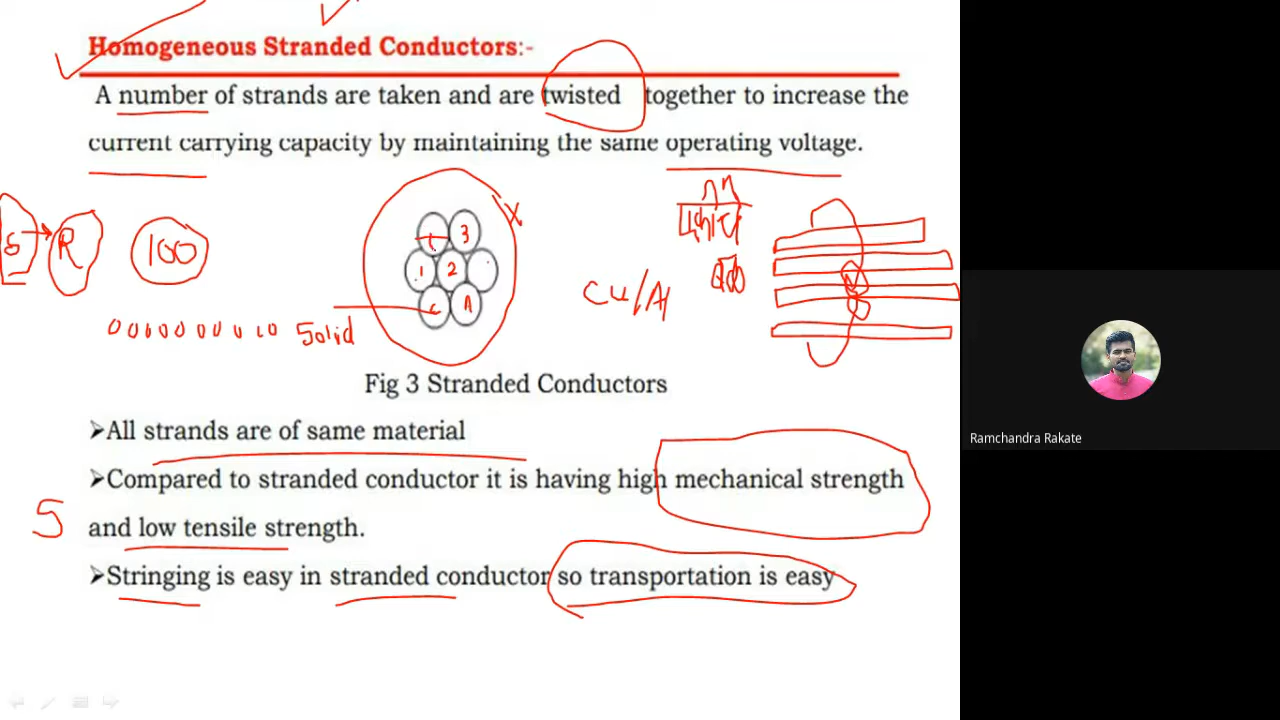 Homogeneous Stranded Conductors:-
A number of strands are taken and are twisted together to increase the
current carrying capacity by maintaining the same operating voltage.
S R 100
3
1 2
Cu/Al
Solid
Fig 3 Stranded Conductors
➤All strands are of same material
➤Compared to stranded conductor it is having high mechanical strength
5
and low tensile strength.
➤Stringing is easy in stranded conductor so transportation is easy
Ramchandra Rakate